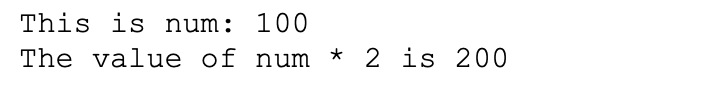 This is num: 100
The value of num * 2 is 200